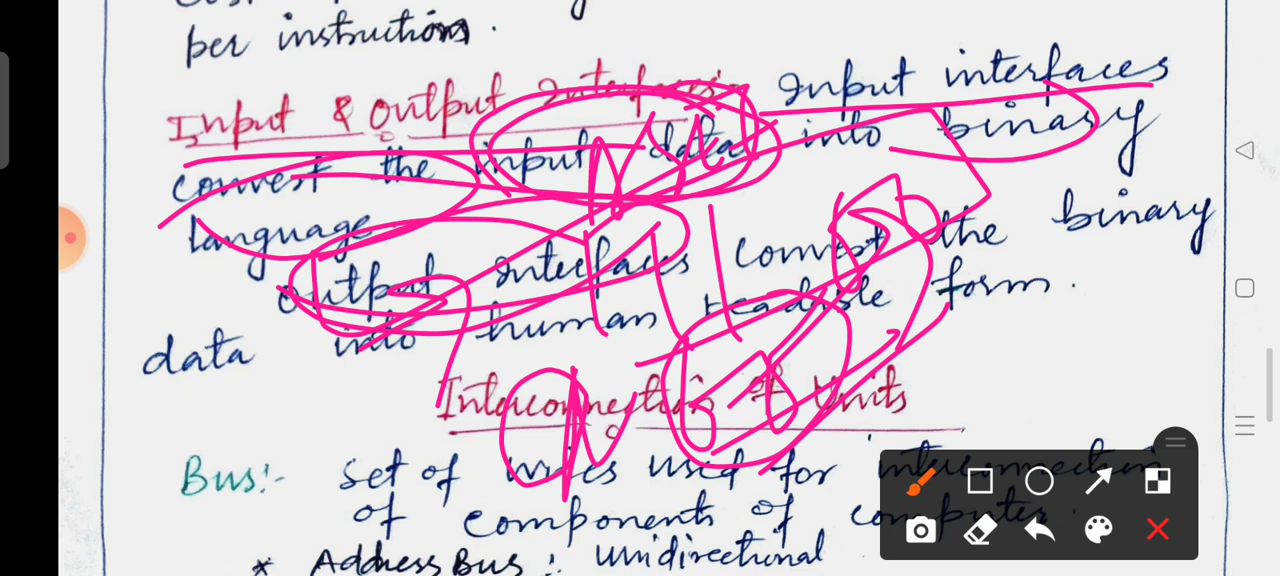 per instruction.
Input & Output Interfaces Input interfaces
convert the input data into binary
language
Output interfaces convert the binary
data into human readable form.
Interconnection of Units
Bus:- set of wires used for interconnection
of components of computer.
* Address Bus: Unidirectional